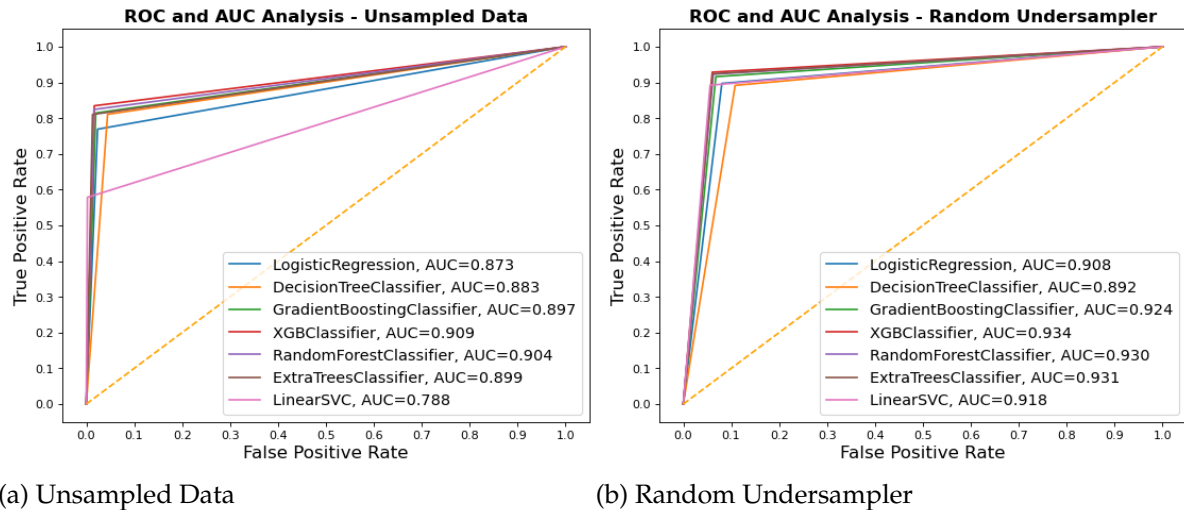 ROC and AUC Analysis - Unsampled Data
True Positive Rate
1.0
0.9
0.8
0.7
0.6
0.5
0.4
0.3
0.2
0.1
0.0
LogisticRegression, AUC=0.873
DecisionTreeClassifier, AUC=0.883
GradientBoostingClassifier, AUC=0.897
XGBClassifier, AUC=0.909
RandomForestClassifier, AUC=0.904
ExtraTreesClassifier, AUC=0.899
LinearSVC, AUC=0.788
0.0 0.1 0.2 0.3 0.4 0.5 0.6 0.7 0.8 0.9 1.0
False Positive Rate
(a) Unsampled Data
ROC and AUC Analysis - Random Undersampler
True Positive Rate
1.0
0.9
0.8
0.7
0.6
0.5
0.4
0.3
0.2
0.1
0.0
LogisticRegression, AUC=0.908
DecisionTreeClassifier, AUC=0.892
GradientBoostingClassifier, AUC=0.924
XGBClassifier, AUC=0.934
RandomForestClassifier, AUC=0.930
ExtraTreesClassifier, AUC=0.931
LinearSVC, AUC=0.918
0.0 0.1 0.2 0.3 0.4 0.5 0.6 0.7 0.8 0.9 1.0
False Positive Rate
(b) Random Undersampler